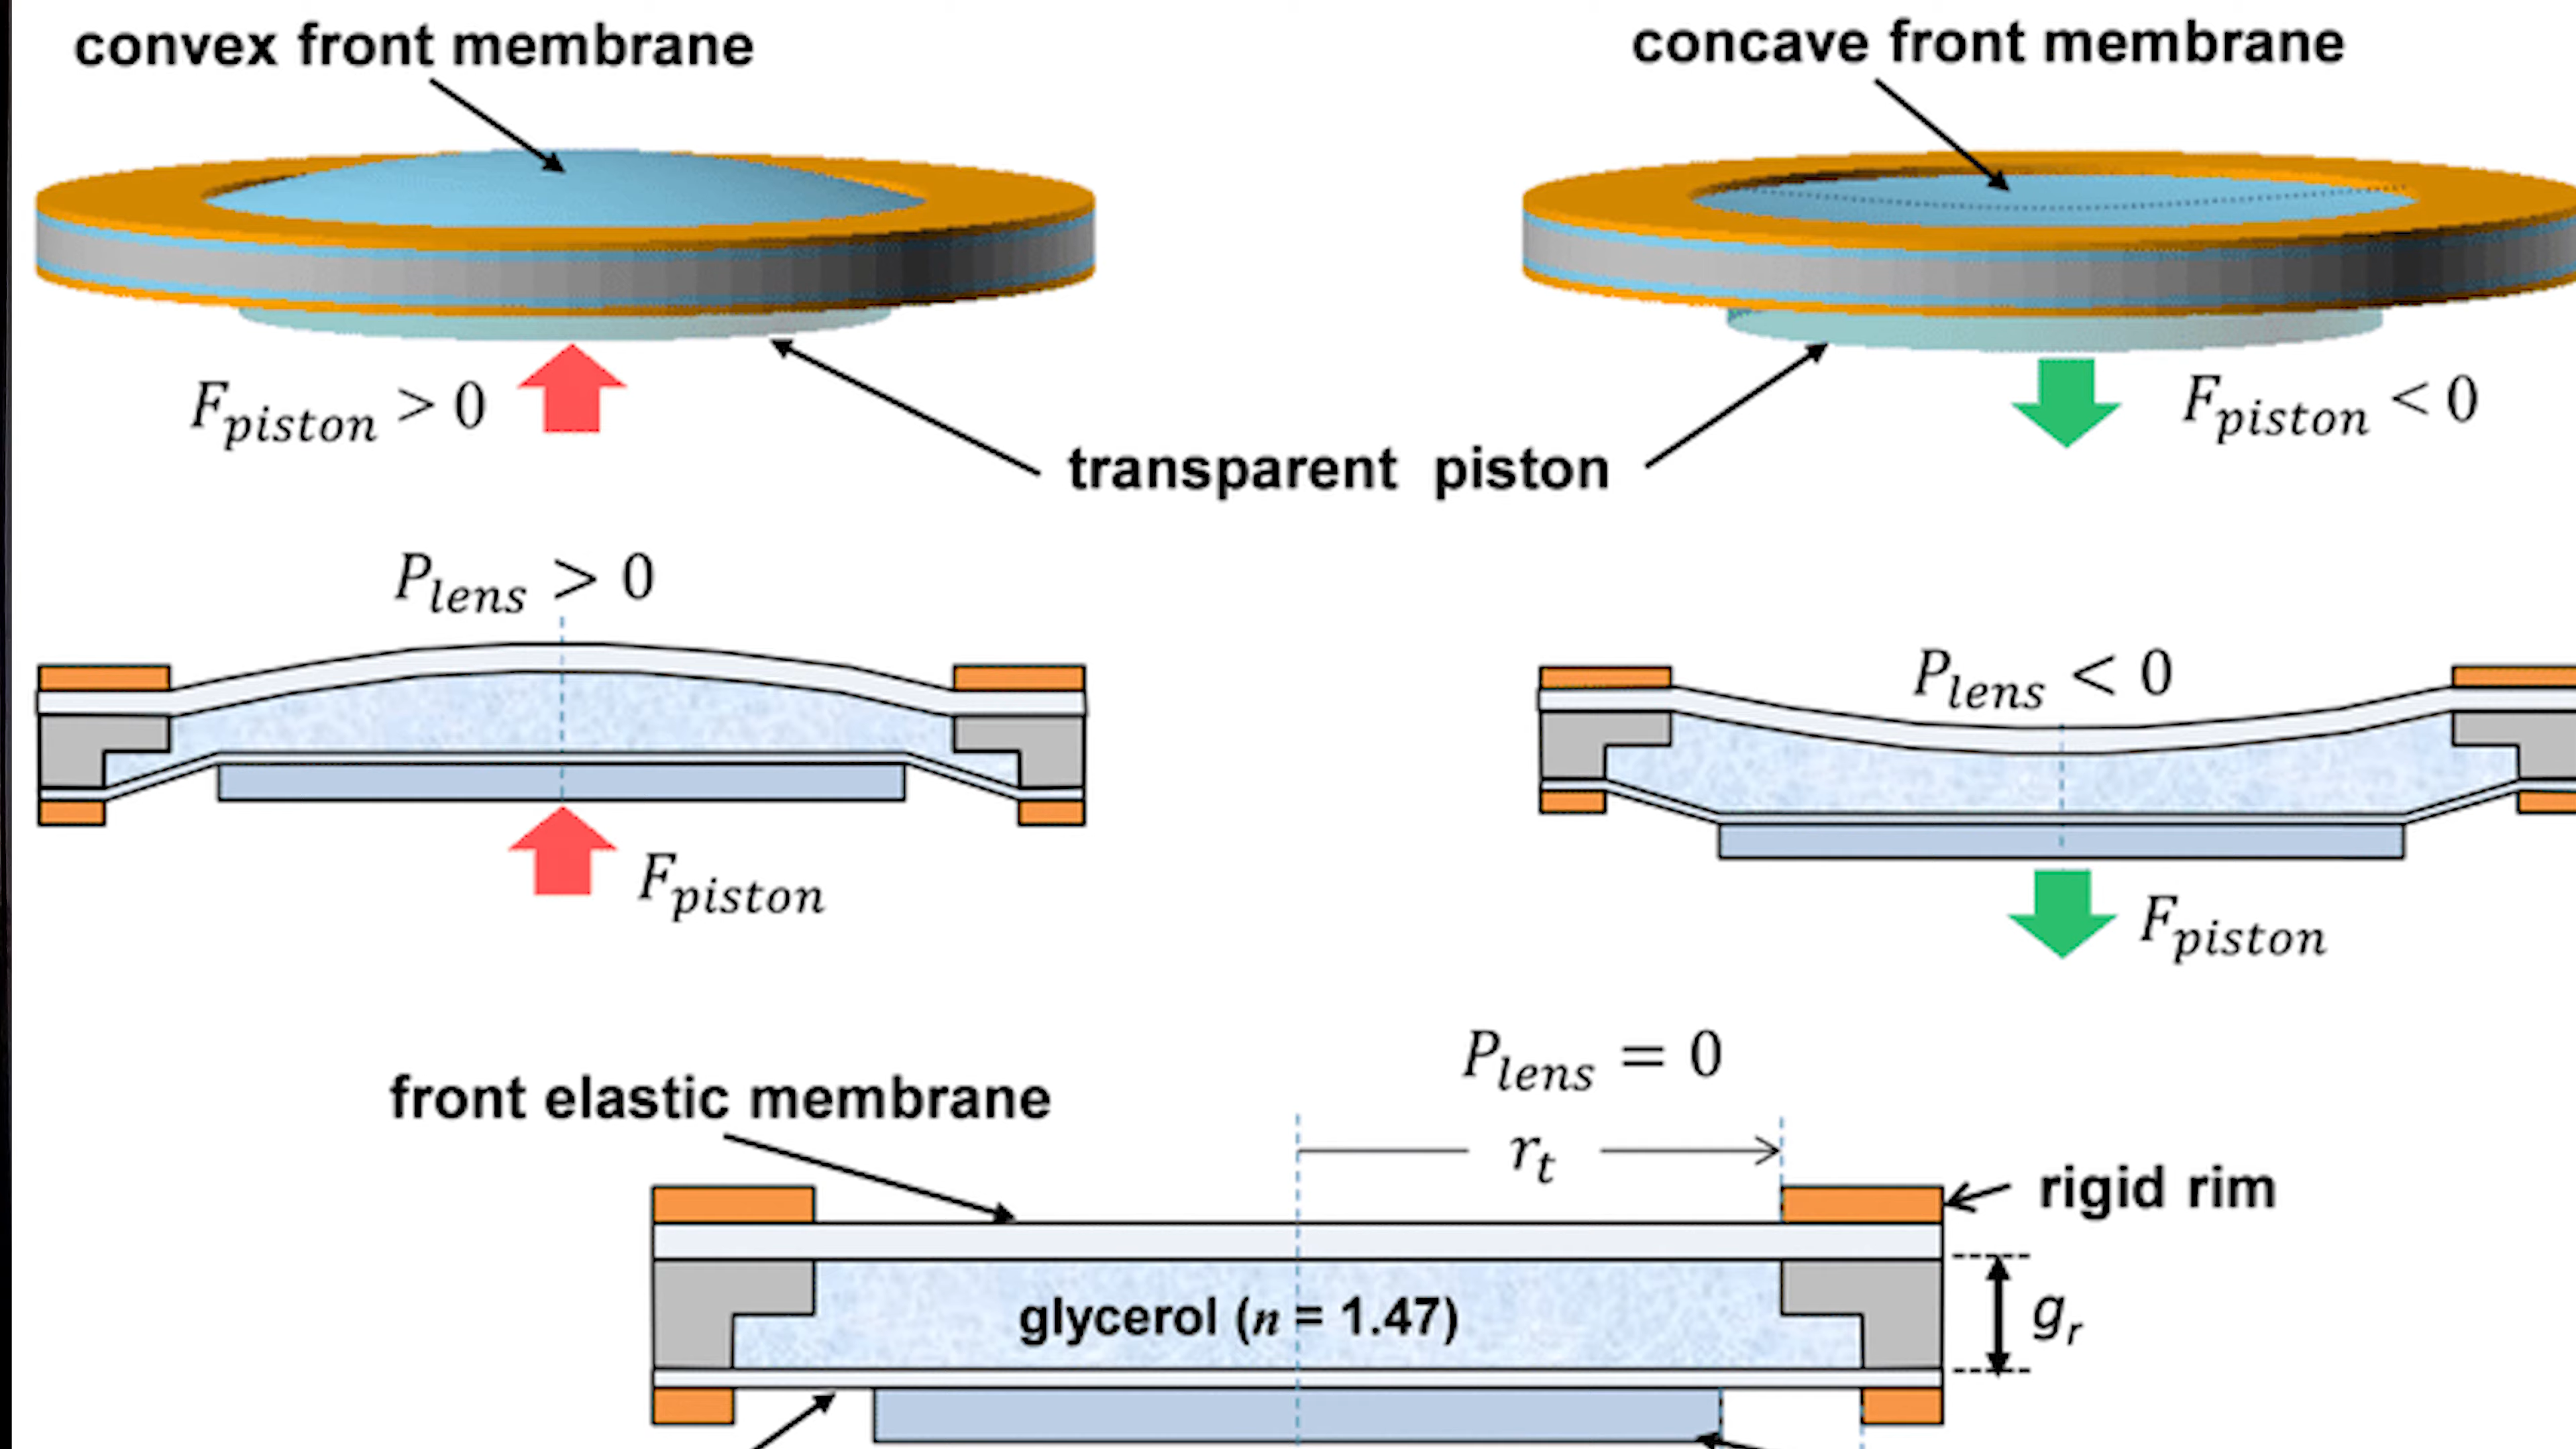 convex front membrane
concave front membrane
F_piston > 0
F_piston < 0
transparent piston
P_lens > 0
P_lens < 0
F_piston
F_piston
P_lens = 0
front elastic membrane
r_t
rigid rim
glycerol (n = 1.47)
g_r